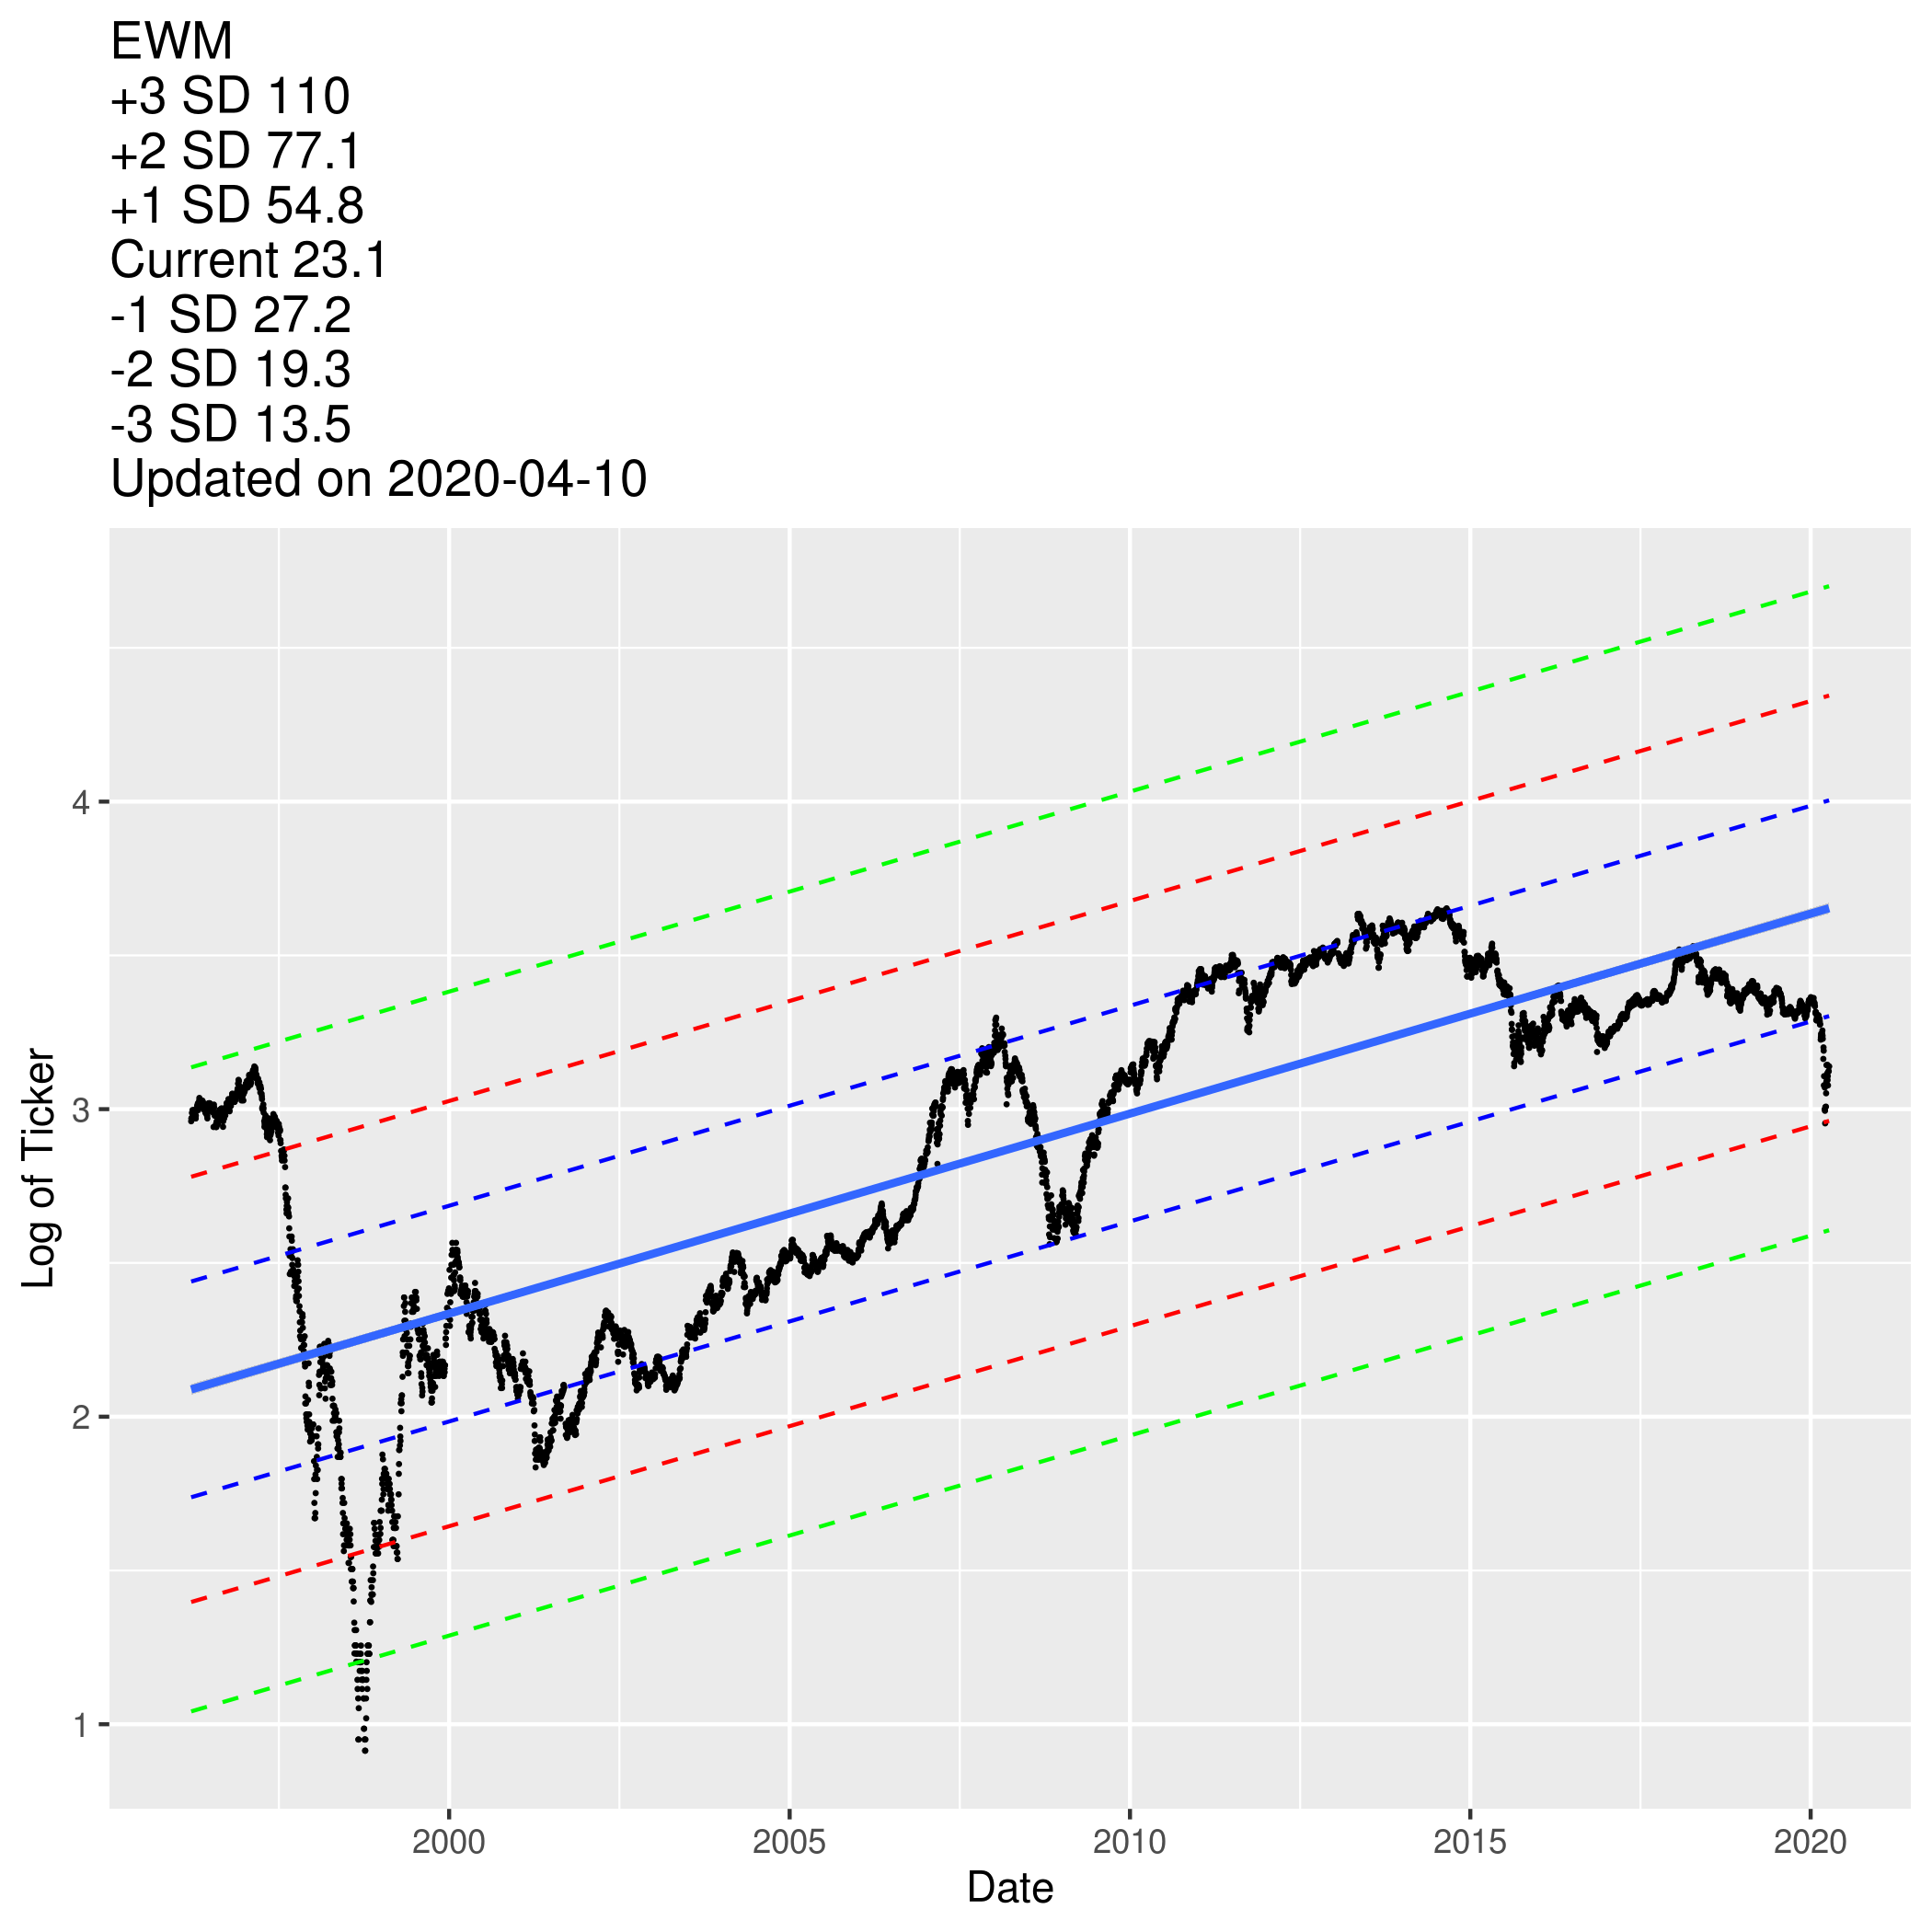 EWM
+3 SD 110
+2 SD 77.1
+1 SD 54.8
Current 23.1
-1 SD 27.2
-2 SD 19.3
-3 SD 13.5
Updated on 2020-04-10
Log of Ticker
4
3
2
1
2000 2005 2010 2015 2020
Date